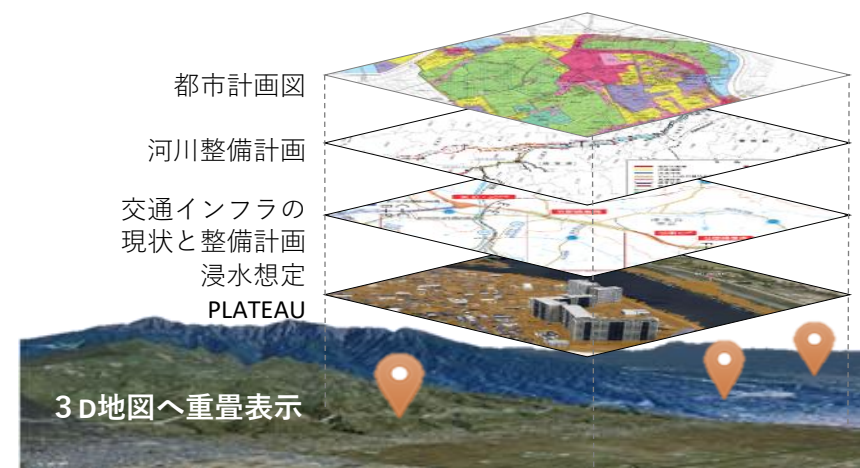 都市計画図
河川整備計画
交通インフラの
現状と整備計画
浸水想定
PLATEAU
３D地図へ重畳表示